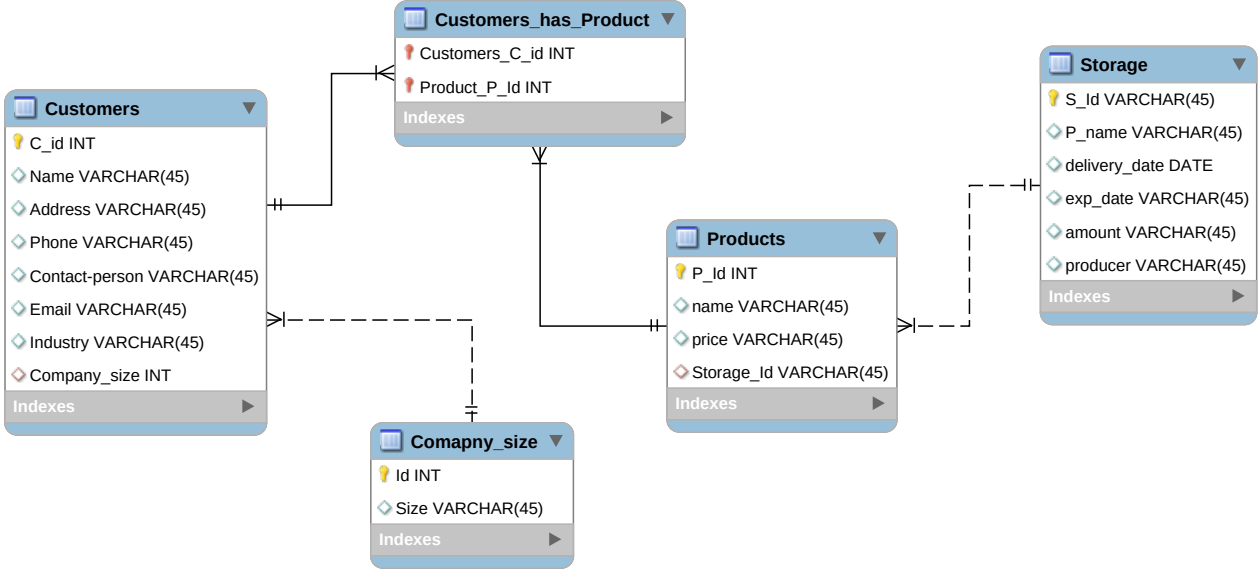 Customers_has_Product
Customers_C_id INT
Product_P_Id INT
Indexes
Storage
S_Id VARCHAR(45)
P_name VARCHAR(45)
delivery_date DATE
exp_date VARCHAR(45)
amount VARCHAR(45)
producer VARCHAR(45)
Indexes
Customers
C_id INT
Name VARCHAR(45)
Address VARCHAR(45)
Phone VARCHAR(45)
Contact-person VARCHAR(45)
Email VARCHAR(45)
Industry VARCHAR(45)
Company_size INT
Indexes
Products
P_Id INT
name VARCHAR(45)
price VARCHAR(45)
Storage_Id VARCHAR(45)
Indexes
Comapny_size
Id INT
Size VARCHAR(45)
Indexes